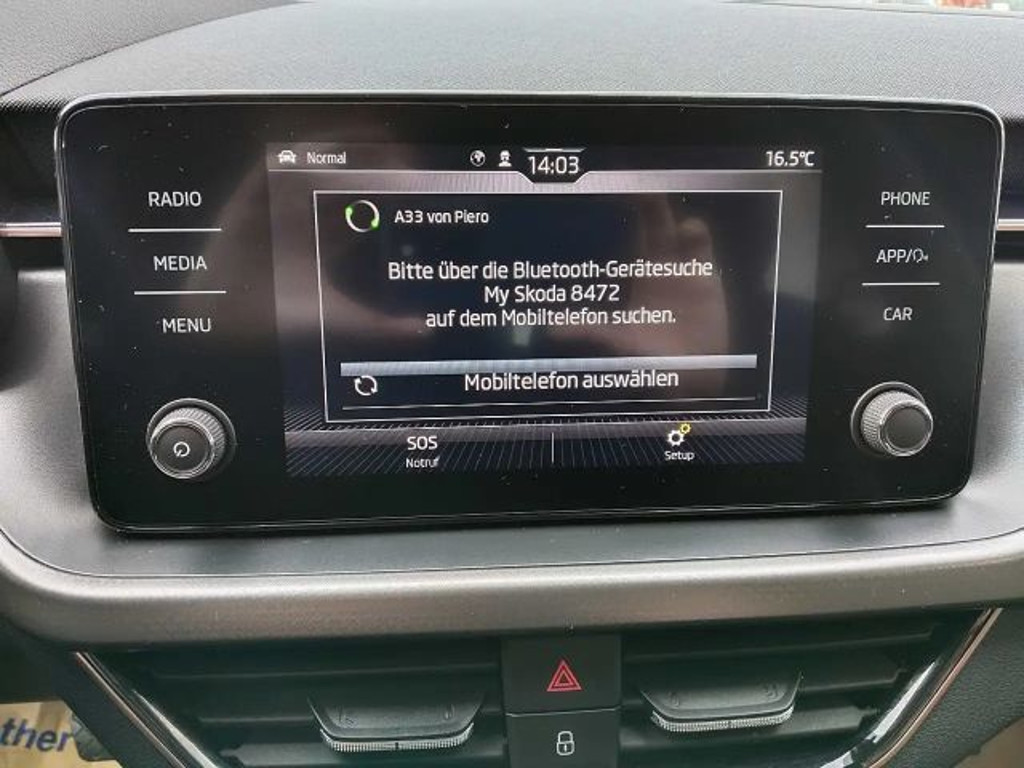 Normal
14:03
16.5°C
RADIO
MEDIA
MENU
A33 von Piero
Bitte über die Bluetooth-Gerätesuche
My Skoda 8472
auf dem Mobiltelefon suchen.
Mobiltelefon auswählen
SOS
Notruf
Setup
PHONE
APP/
CAR
ther